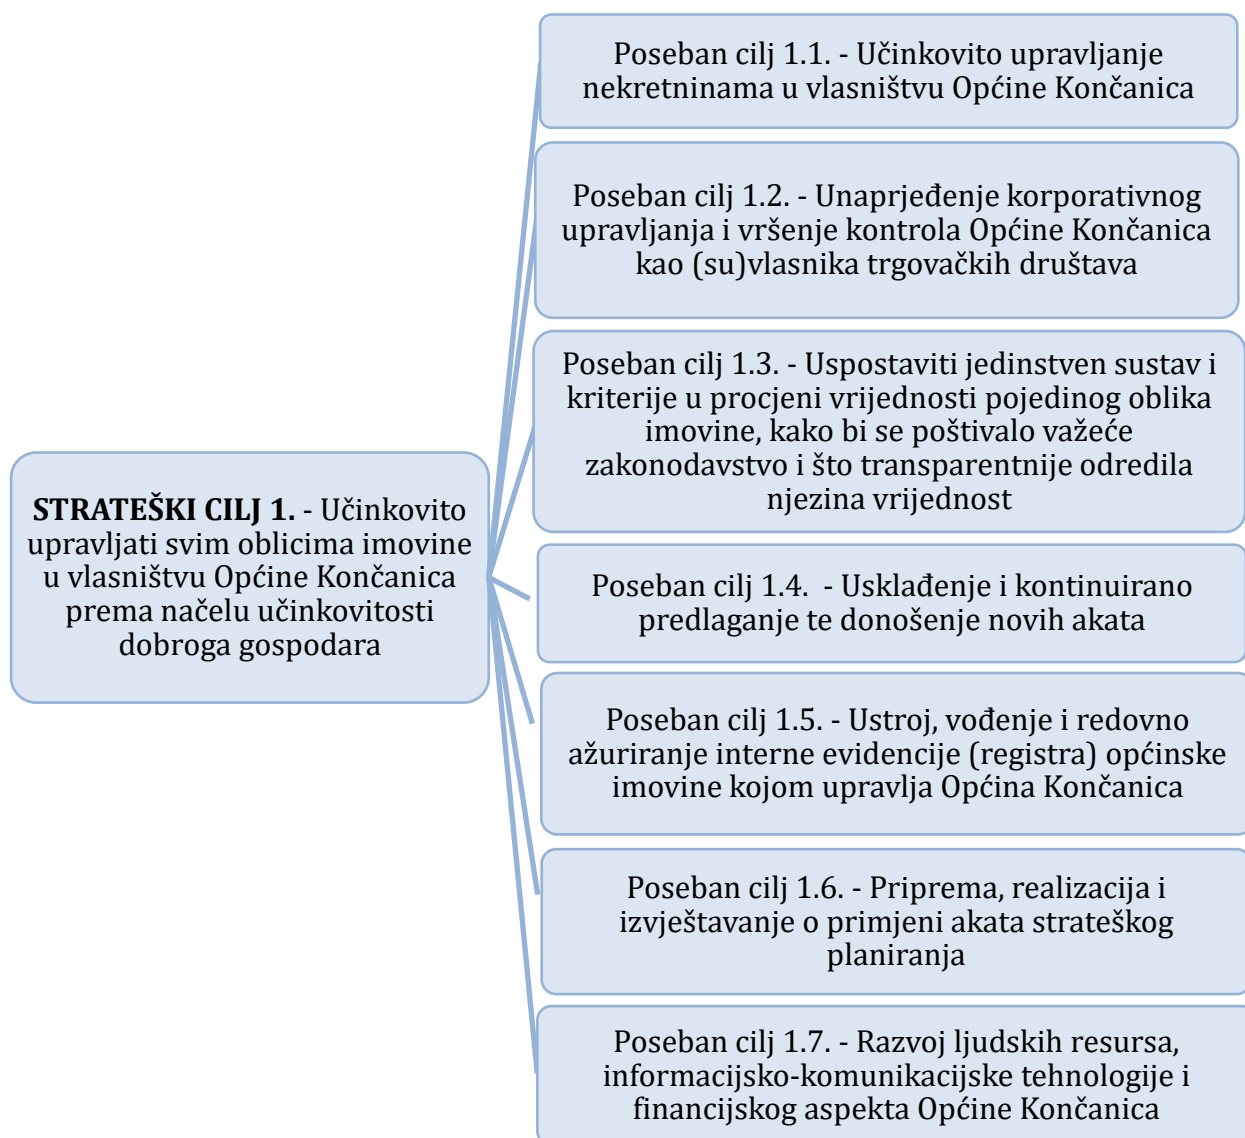 STRATEŠKI CILJ 1. - Učinkovito
upravljati svim oblicima imovine
u vlasništvu Općine Končanica
prema načelu učinkovitosti
dobroga gospodara
Poseban cilj 1.1. - Učinkovito upravljanje
nekretninama u vlasništvu Općine Končanica
Poseban cilj 1.2. - Unaprjeđenje korporativnog
upravljanja i vršenje kontrola Općine Končanica
kao (su)vlasnika trgovačkih društava
Poseban cilj 1.3. - Uspostaviti jedinstven sustav i
kriterije u procjeni vrijednosti pojedinog oblika
imovine, kako bi se poštivalo važeće
zakonodavstvo i što transparentnije odredila
njezina vrijednost
Poseban cilj 1.4.  - Usklađenje i kontinuirano
predlaganje te donošenje novih akata
Poseban cilj 1.5. - Ustroj, vođenje i redovno
ažuriranje interne evidencije (registra) općinske
imovine kojom upravlja Općina Končanica
Poseban cilj 1.6. - Priprema, realizacija i
izvještavanje o primjeni akata strateškog
planiranja
Poseban cilj 1.7. - Razvoj ljudskih resursa,
informacijsko-komunikacijske tehnologije i
financijskog aspekta Općine Končanica